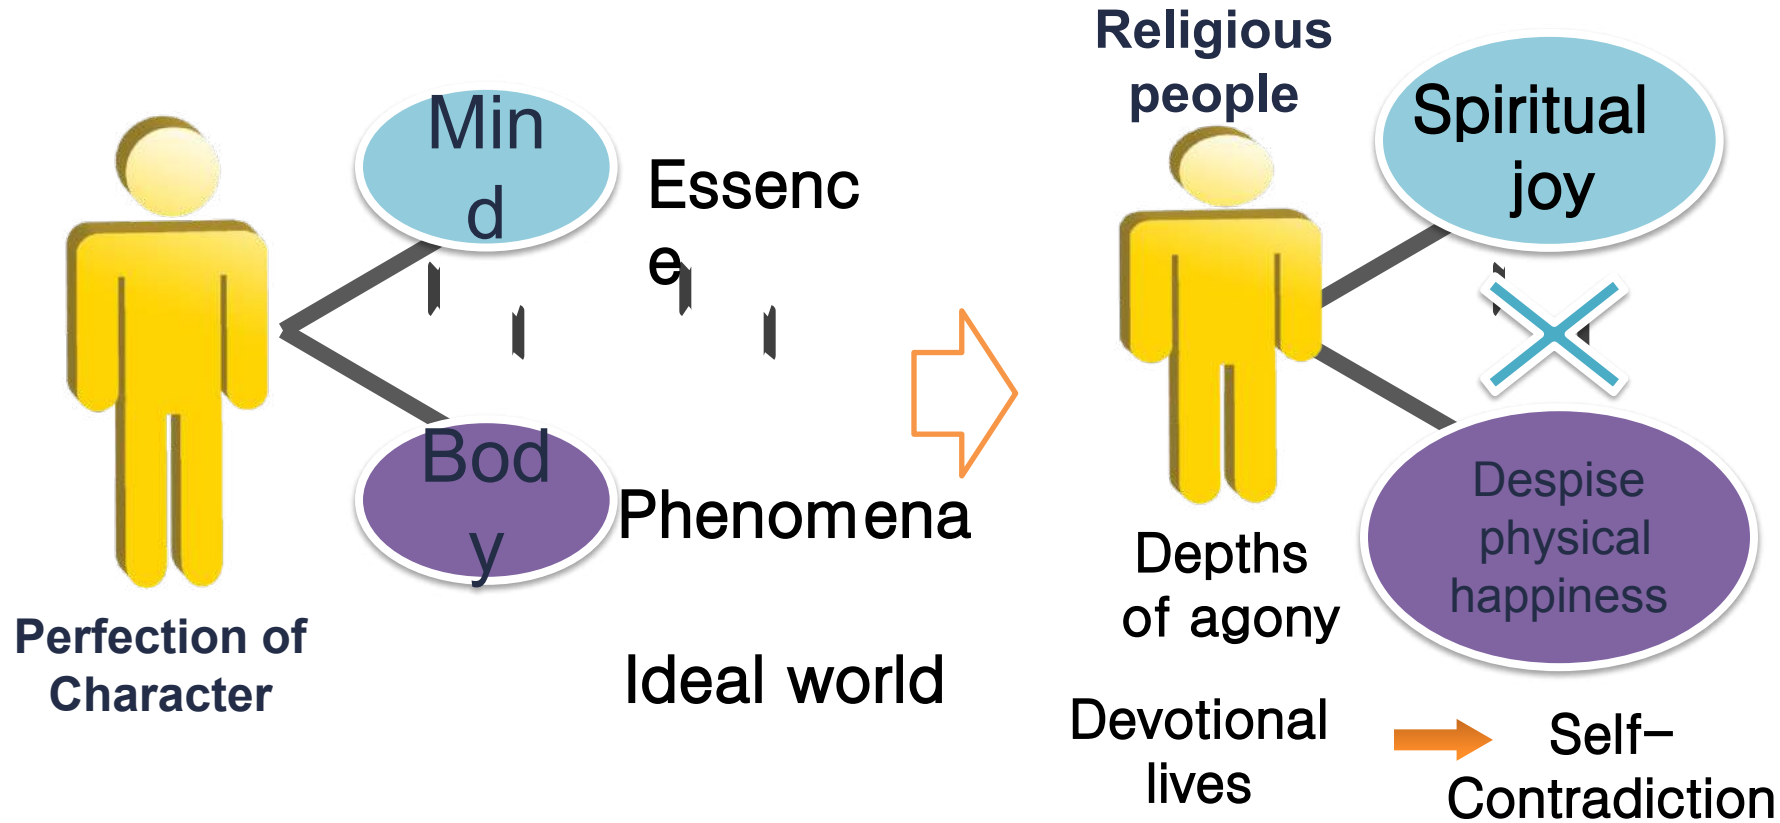 Min
d
Essenc
e
Bod
y
Phenomena
Perfection of
Character
Ideal world
Religious
people
Spiritual
joy
Despise
physical
happiness
Depths
of agony
Devotional
lives
Self-
Contradiction